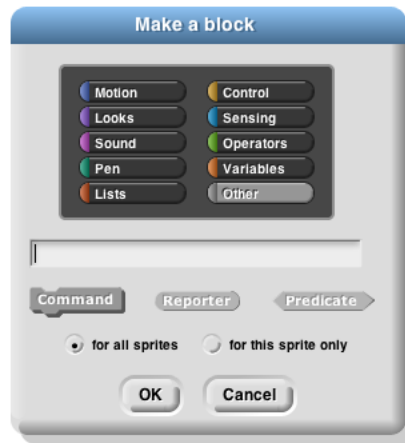 Make a block
Motion Control
Looks Sensing
Sound Operators
Pen Variables
Lists Other
Command Reporter Predicate
for all sprites for this sprite only
OK Cancel